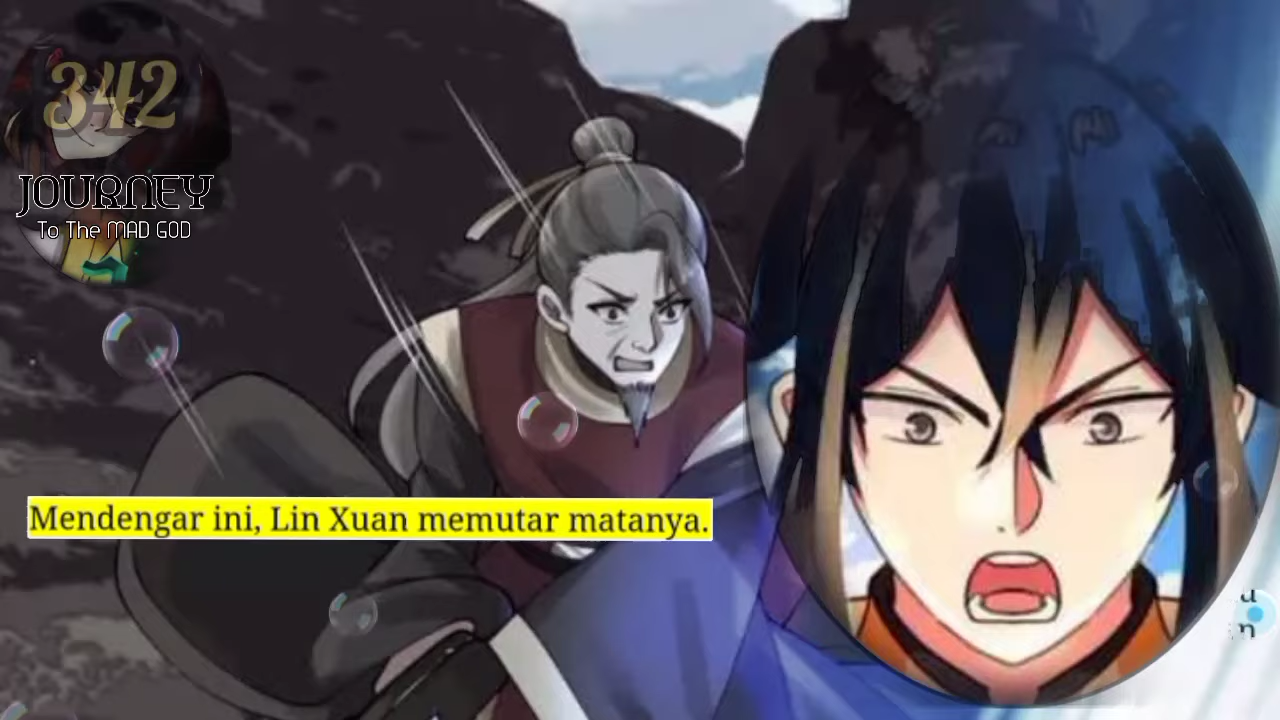 342
JOURNEY
To The MAD GOD
Mendengar ini, Lin Xuan memutar matanya.
n